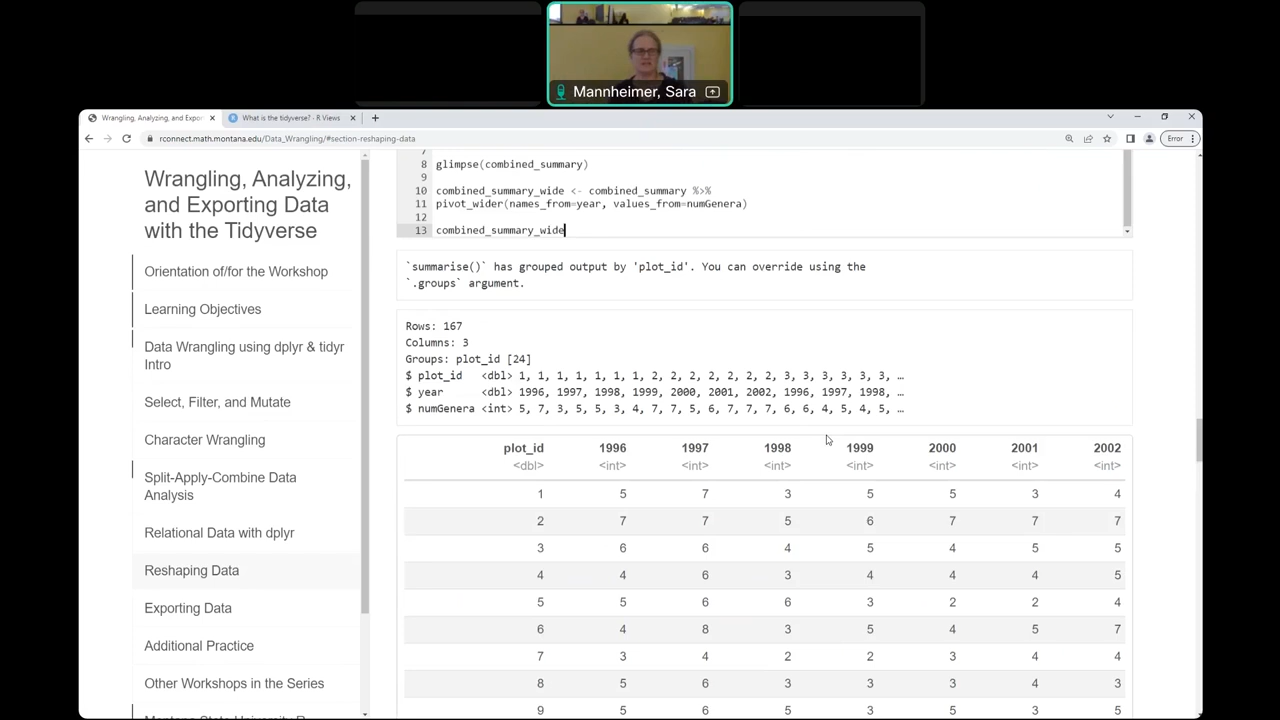 Mannheimer, Sara
Wrangling, Analyzing, and Expor
What is the tidyverse? · R Views
rconnect.math.montana.edu/Data_Wrangling/#section-reshaping-data
Error
Wrangling, Analyzing,
and Exporting Data
with the Tidyverse
Orientation of/for the Workshop
Learning Objectives
Data Wrangling using dplyr & tidyr
Intro
Select, Filter, and Mutate
Character Wrangling
Split-Apply-Combine Data
Analysis
Relational Data with dplyr
Reshaping Data
Exporting Data
Additional Practice
Other Workshops in the Series
Montana State University R
7
8 glimpse(combined_summary)
9
10 combined_summary_wide <- combined_summary %>%
11 pivot_wider(names_from=year, values_from=numGenera)
12
13 combined_summary_wide
`summarise()` has grouped output by 'plot_id'. You can override using the
`.groups` argument.
Rows: 167
Columns: 3
Groups: plot_id [24]
$ plot_id <dbl> 1, 1, 1, 1, 1, 1, 1, 2, 2, 2, 2, 2, 2, 2, 3, 3, 3, 3, 3, 3, …
$ year <dbl> 1996, 1997, 1998, 1999, 2000, 2001, 2002, 1996, 1997, 1998, …
$ numGenera <int> 5, 7, 3, 5, 5, 3, 4, 7, 7, 5, 6, 7, 7, 7, 6, 6, 4, 5, 4, 5, …
plot_id 1996 1997 1998 1999 2000 2001 2002
<dbl> <int> <int> <int> <int> <int> <int> <int>
1 5 7 3 5 5 3 4
2 7 7 5 6 7 7 7
3 6 6 4 5 4 5 5
4 4 6 3 4 4 4 5
5 5 6 6 3 2 2 4
6 4 8 3 5 4 5 7
7 3 4 2 2 3 4 4
8 5 6 3 3 3 4 3
9 5 6 5 3 5 3 5